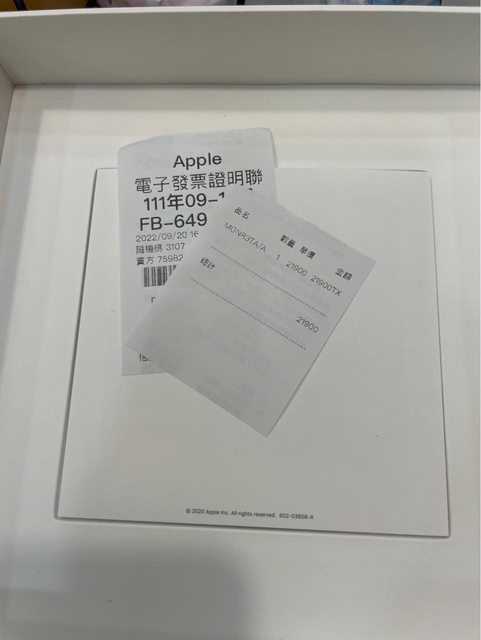 Apple
電子發票證明聯
111年09-1
FB-649
2022/09/20 16
隨機碼 3107
賣方 75982
品名
數量 單價 金額
MCNR3TA/A 1 21900 21900TX
總計
21900
© 2020 Apple Inc. All rights reserved. 602-03658-A